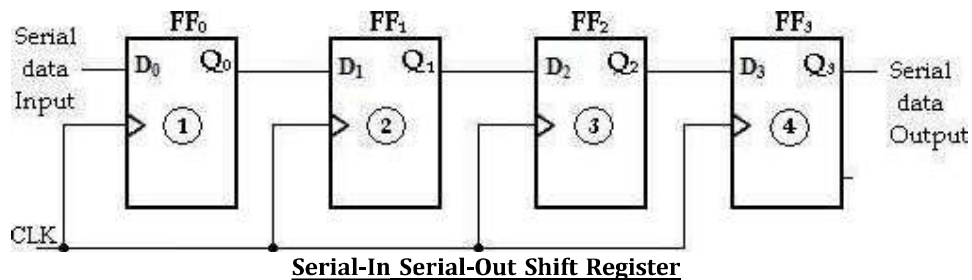 FF₀ FF₁ FF₂ FF₃
Serial
data
Input
D₀ Q₀ D₁ Q₁ D₂ Q₂ D₃ Q₃
Serial
data
Output
1 2 3 4
CLK
Serial-In Serial-Out Shift Register